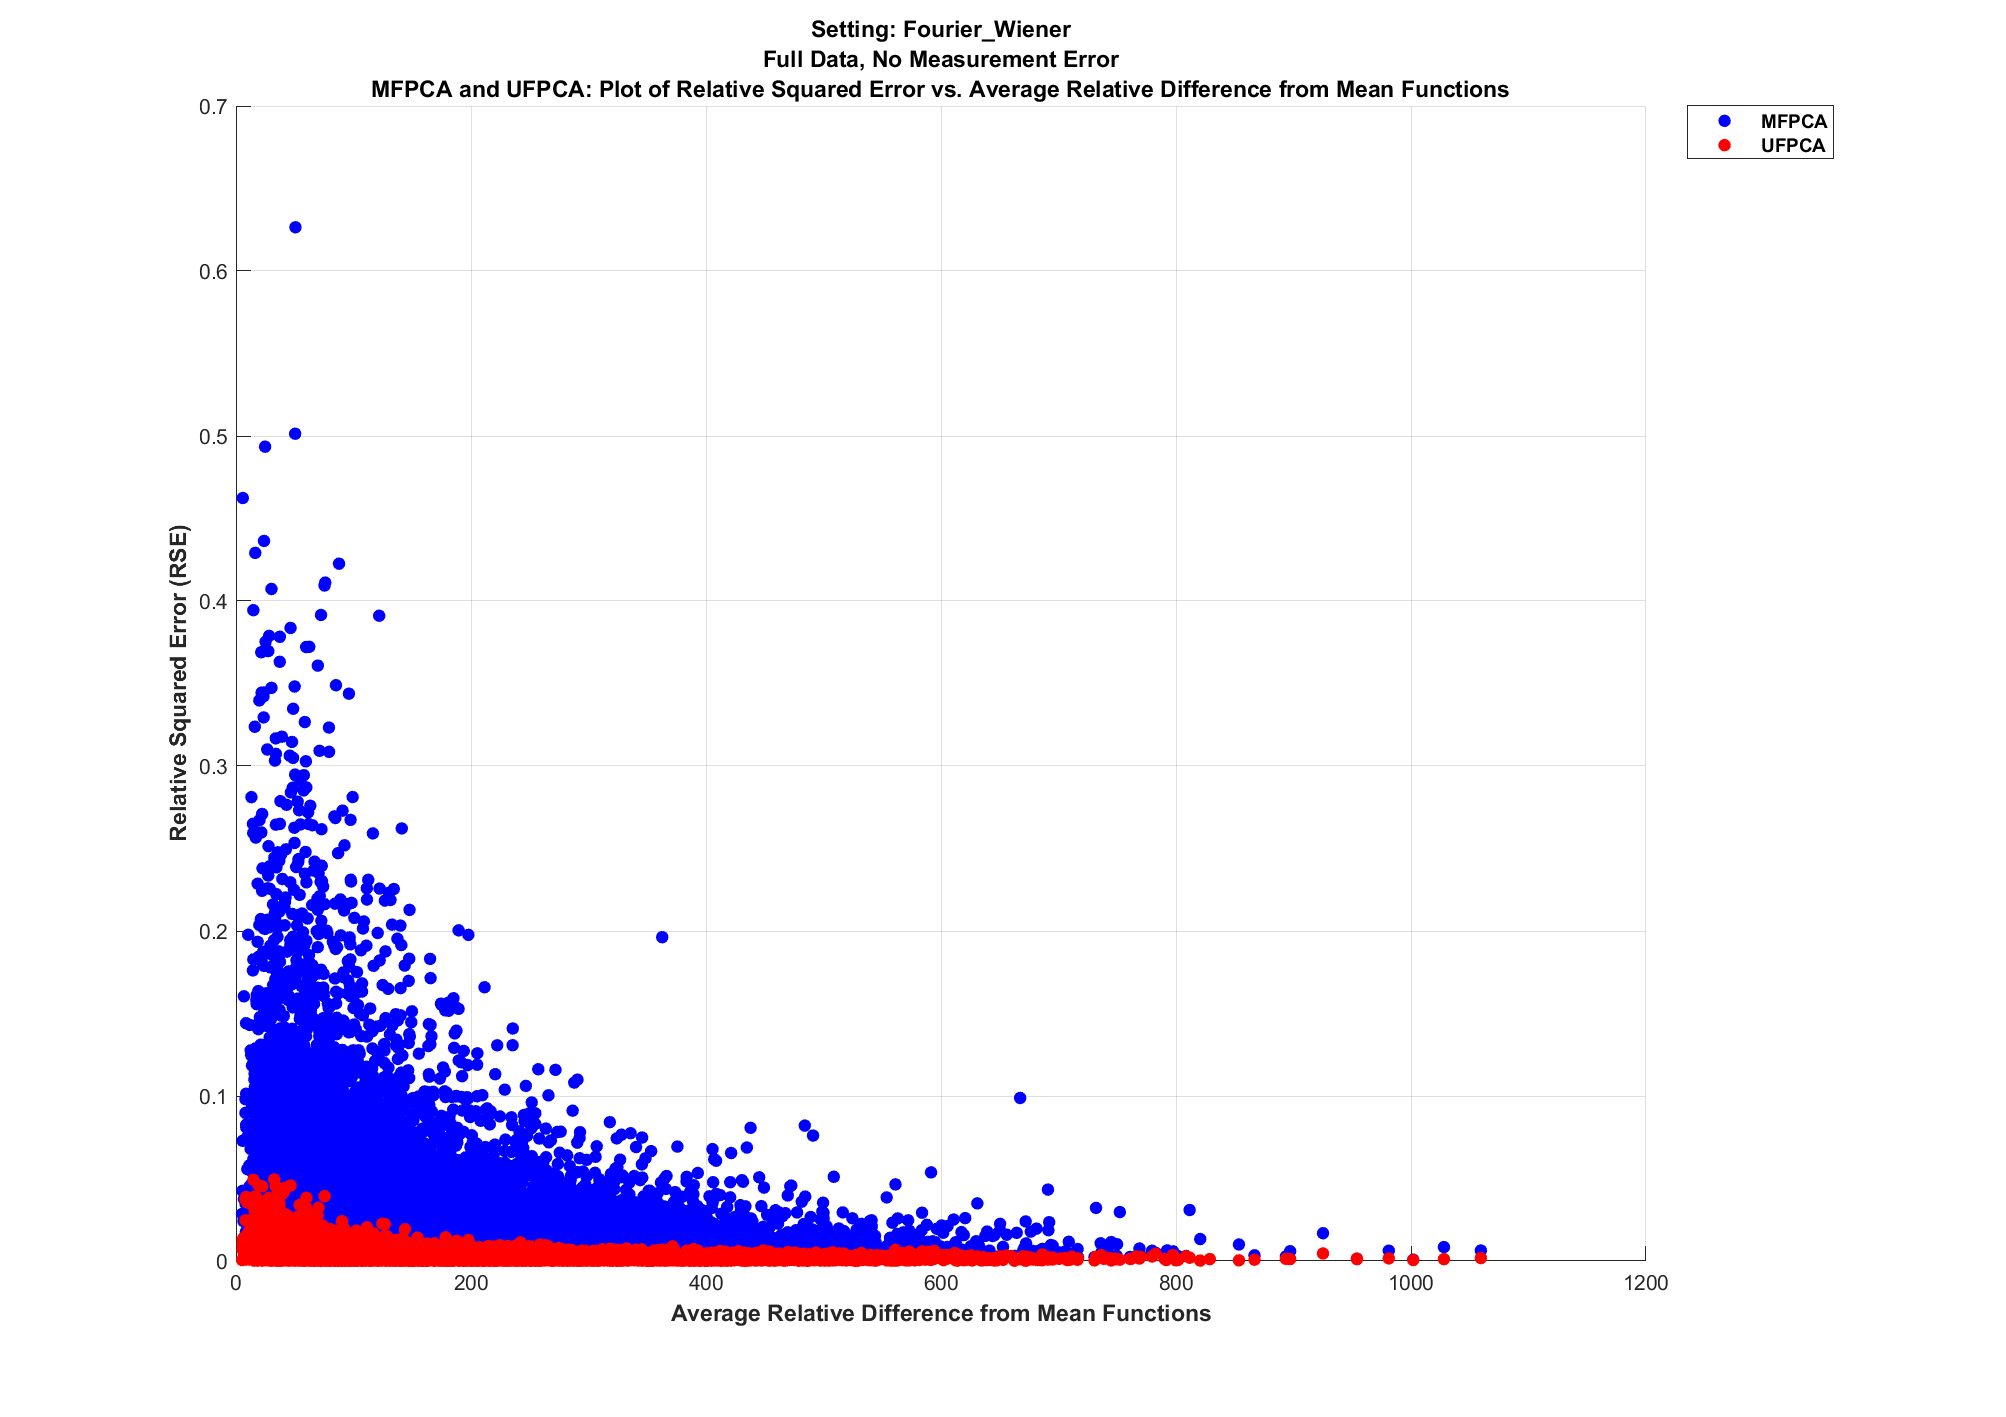 Setting: Fourier_Wiener
Full Data, No Measurement Error
MFPCA and UFPCA: Plot of Relative Squared Error vs. Average Relative Difference from Mean Functions
MFPCA
UFPCA
Relative Squared Error (RSE)
0.7
0.6
0.5
0.4
0.3
0.2
0.1
0
0 200 400 600 800 1000 1200
Average Relative Difference from Mean Functions